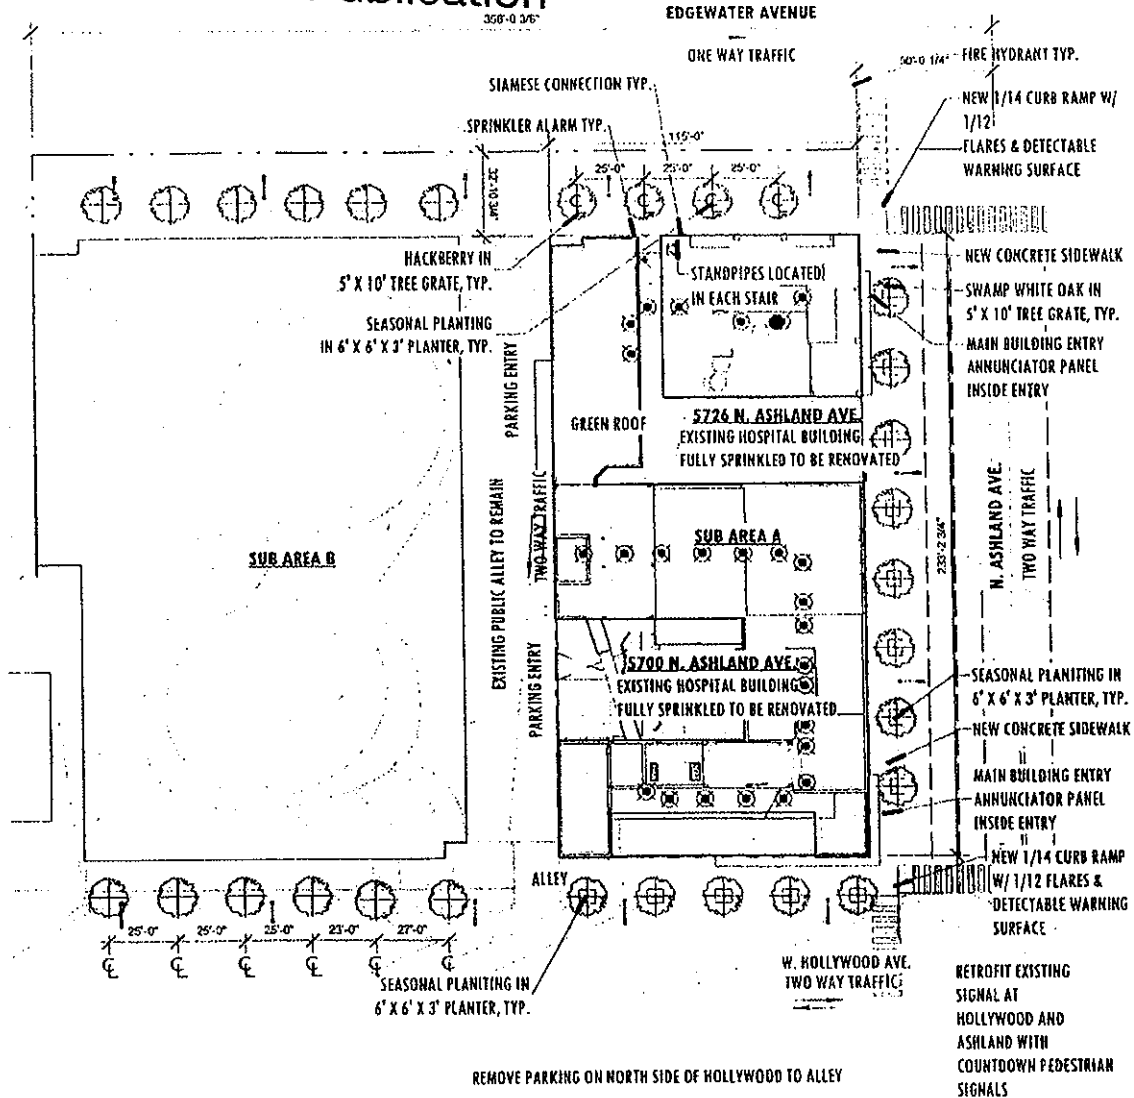 EDGEWATER AVENUE
ONE WAY TRAFFIC
FIRE HYDRANT TYP.
SIAMESE CONNECTION TYP.
NEW 1/14 CURB RAMP W/
1/12
FLARES & DETECTABLE
WARNING SURFACE
SPRINKLER ALARM TYP.
115'-0"
25'-0"
25'-0"
25'-0"
32'-10 3/4"
HACKBERRY IN
5' X 10' TREE GRATE, TYP.
STANDPIPES LOCATED
IN EACH STAIR
NEW CONCRETE SIDEWALK
SWAMP WHITE OAK IN
5' X 10' TREE GRATE, TYP.
SEASONAL PLANTING
IN 6' X 6' X 3' PLANTER, TYP.
MAIN BUILDING ENTRY
ANNUNCIATOR PANEL
INSIDE ENTRY
PARKING ENTRY
GREEN ROOF
5726 N. ASHLAND AVE.
EXISTING HOSPITAL BUILDING
FULLY SPRINKLED TO BE RENOVATED
EXISTING PUBLIC ALLEY TO REMAIN
TWO WAY TRAFFIC
SUB AREA A
SUB AREA B
233'-2 3/4"
N. ASHLAND AVE.
TWO WAY TRAFFIC
PARKING ENTRY
5700 N. ASHLAND AVE.
EXISTING HOSPITAL BUILDING
FULLY SPRINKLED TO BE RENOVATED
SEASONAL PLANITING IN
6' X 6' X 3' PLANTER, TYP.
NEW CONCRETE SIDEWALK
MAIN BUILDING ENTRY
ANNUNCIATOR PANEL
INSIDE ENTRY
NEW 1/14 CURB RAMP
W/ 1/12 FLARES &
DETECTABLE WARNING
SURFACE
ALLEY
25'-0"
25'-0"
25'-0"
23'-0"
27'-0"
SEASONAL PLANITING IN
6' X 6' X 3' PLANTER, TYP.
W. HOLLYWOOD AVE.
TWO WAY TRAFFIC
RETROFIT EXISTING
SIGNAL AT
HOLLYWOOD AND
ASHLAND WITH
COUNTDOWN PEDESTRIAN
SIGNALS
REMOVE PARKING ON NORTH SIDE OF HOLLYWOOD TO ALLEY